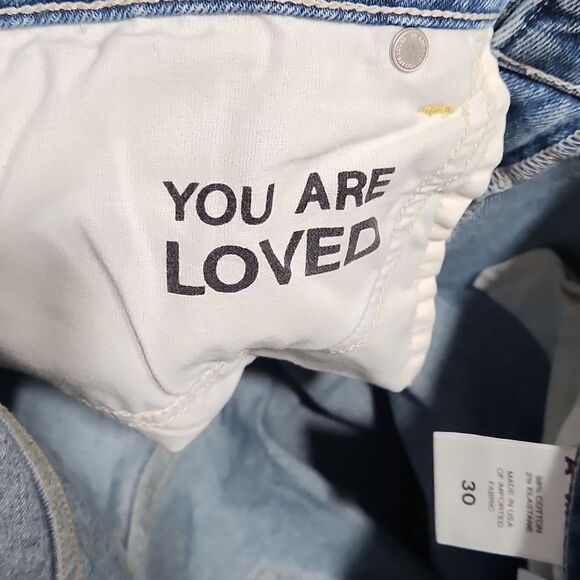 YOU ARE
LOVED
98% COTTON
2% ELASTANE
MADE IN USA
OF IMPORTED
FABRIC
30